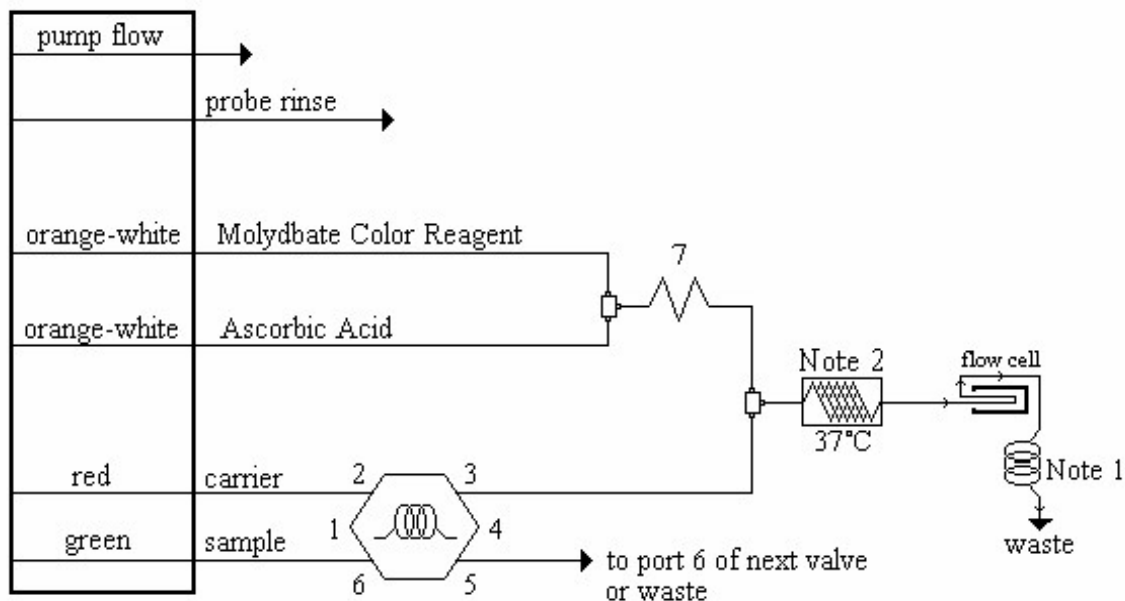 pump flow
probe rinse
orange-white
Molydbate Color Reagent
7
orange-white
Ascorbic Acid
Note 2
flow cell
37°C
red
carrier
2
3
Note 1
1
4
green
sample
6
5
to port 6 of next valve
or waste
waste